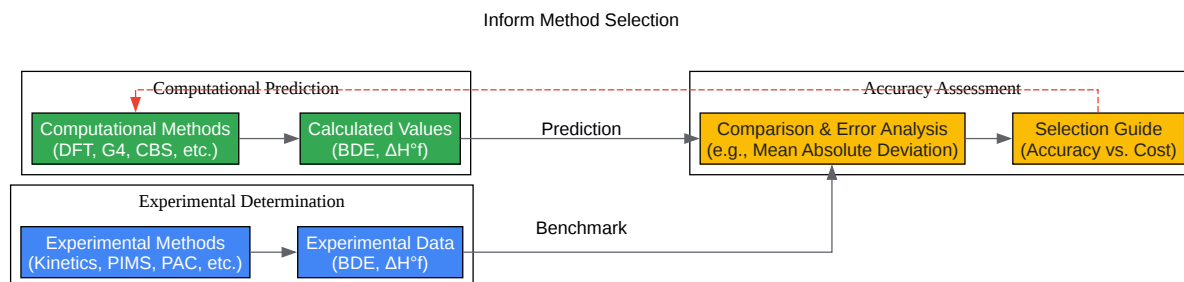 Inform Method Selection
Computational Prediction
Accuracy Assessment
Computational Methods
(DFT, G4, CBS, etc.)
Calculated Values
(BDE, ΔH°f)
Prediction
Comparison & Error Analysis
(e.g., Mean Absolute Deviation)
Selection Guide
(Accuracy vs. Cost)
Experimental Determination
Experimental Methods
(Kinetics, PIMS, PAC, etc.)
Experimental Data
(BDE, ΔH°f)
Benchmark